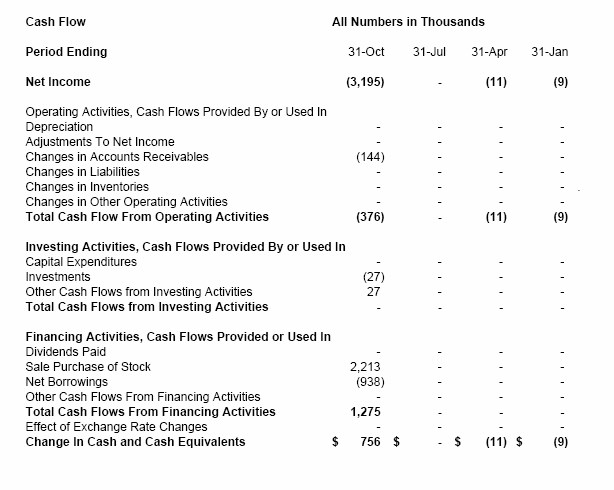 Cash Flow All Numbers in Thousands
Period Ending 31-Oct 31-Jul 31-Apr 31-Jan
Net Income (3,195) - (11) (9)
Operating Activities, Cash Flows Provided By or Used In
Depreciation - - - -
Adjustments To Net Income - - - -
Changes in Accounts Receivables (144) - - -
Changes in Liabilities - - - -
Changes in Inventories - - - -
Changes in Other Operating Activities - - - -
Total Cash Flow From Operating Activities (376) - (11) (9)
Investing Activities, Cash Flows Provided By or Used In
Capital Expenditures - - - -
Investments (27) - - -
Other Cash Flows from Investing Activities 27 - - -
Total Cash Flows from Investing Activities - - - -
Financing Activities, Cash Flows Provided or Used In
Dividends Paid - - - -
Sale Purchase of Stock 2,213 - - -
Net Borrowings (938) - - -
Other Cash Flows From Financing Activities - - - -
Total Cash Flows From Financing Activities 1,275 - - -
Effect of Exchange Rate Changes - - - -
Change In Cash and Cash Equivalents $ 756 $ - $ (11) $ (9)